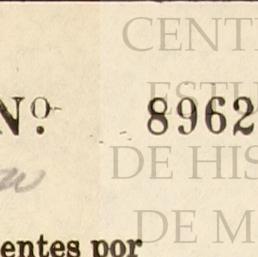 CENT
ESTU
Nº 8962
DE HIS
DE M
entes por